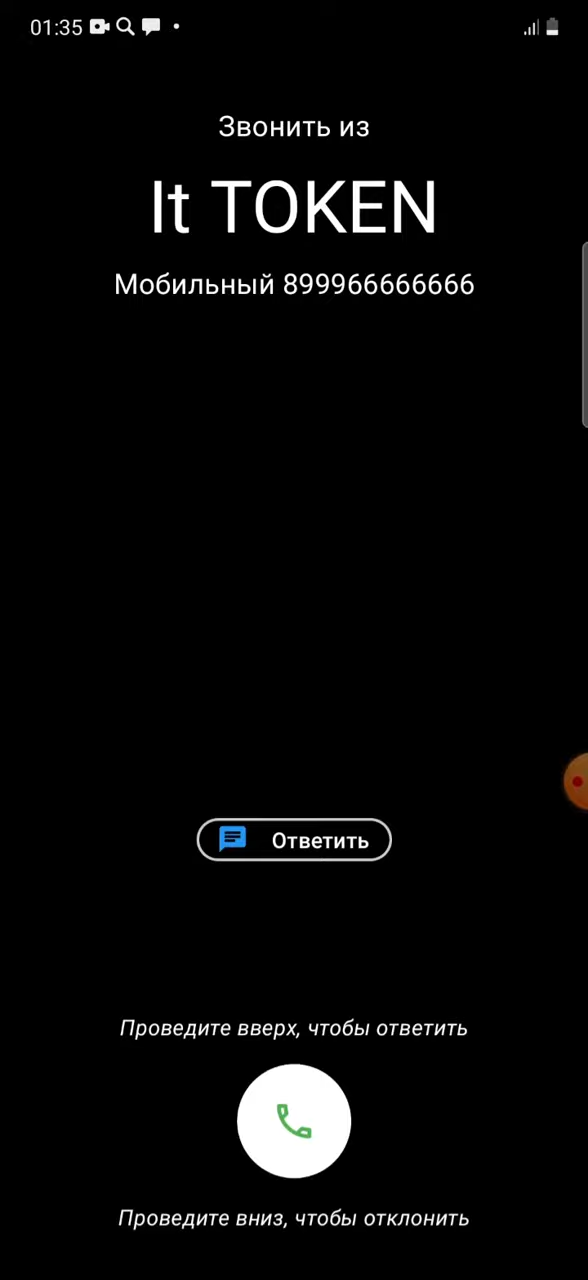 01:35
Звонить из
It TOKEN
Мобильный 899966666666
Ответить
Проведите вверх, чтобы ответить
Проведите вниз, чтобы отклонить